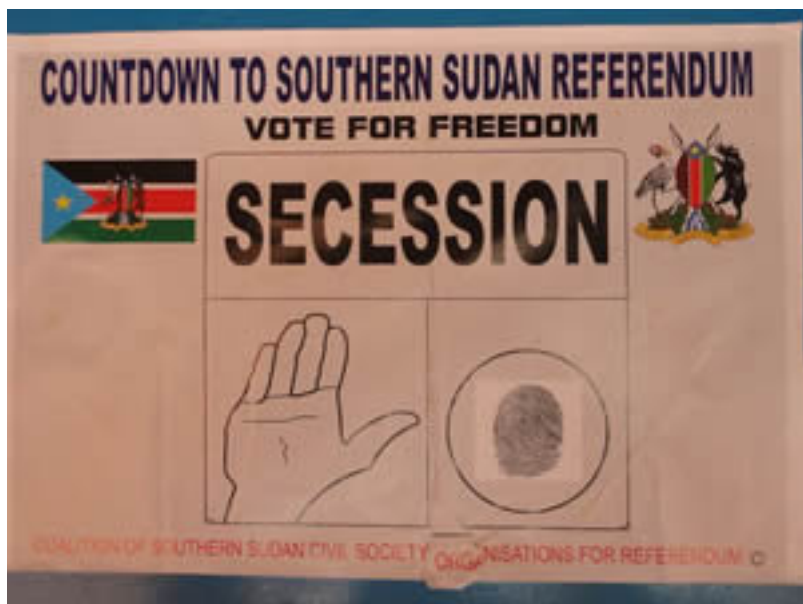 COUNTDOWN TO SOUTHERN SUDAN REFERENDUM
VOTE FOR FREEDOM
SECESSION
COALITION OF SOUTHERN SUDAN CIVIL SOCIETY ORGANISATIONS FOR REFERENDUM ©